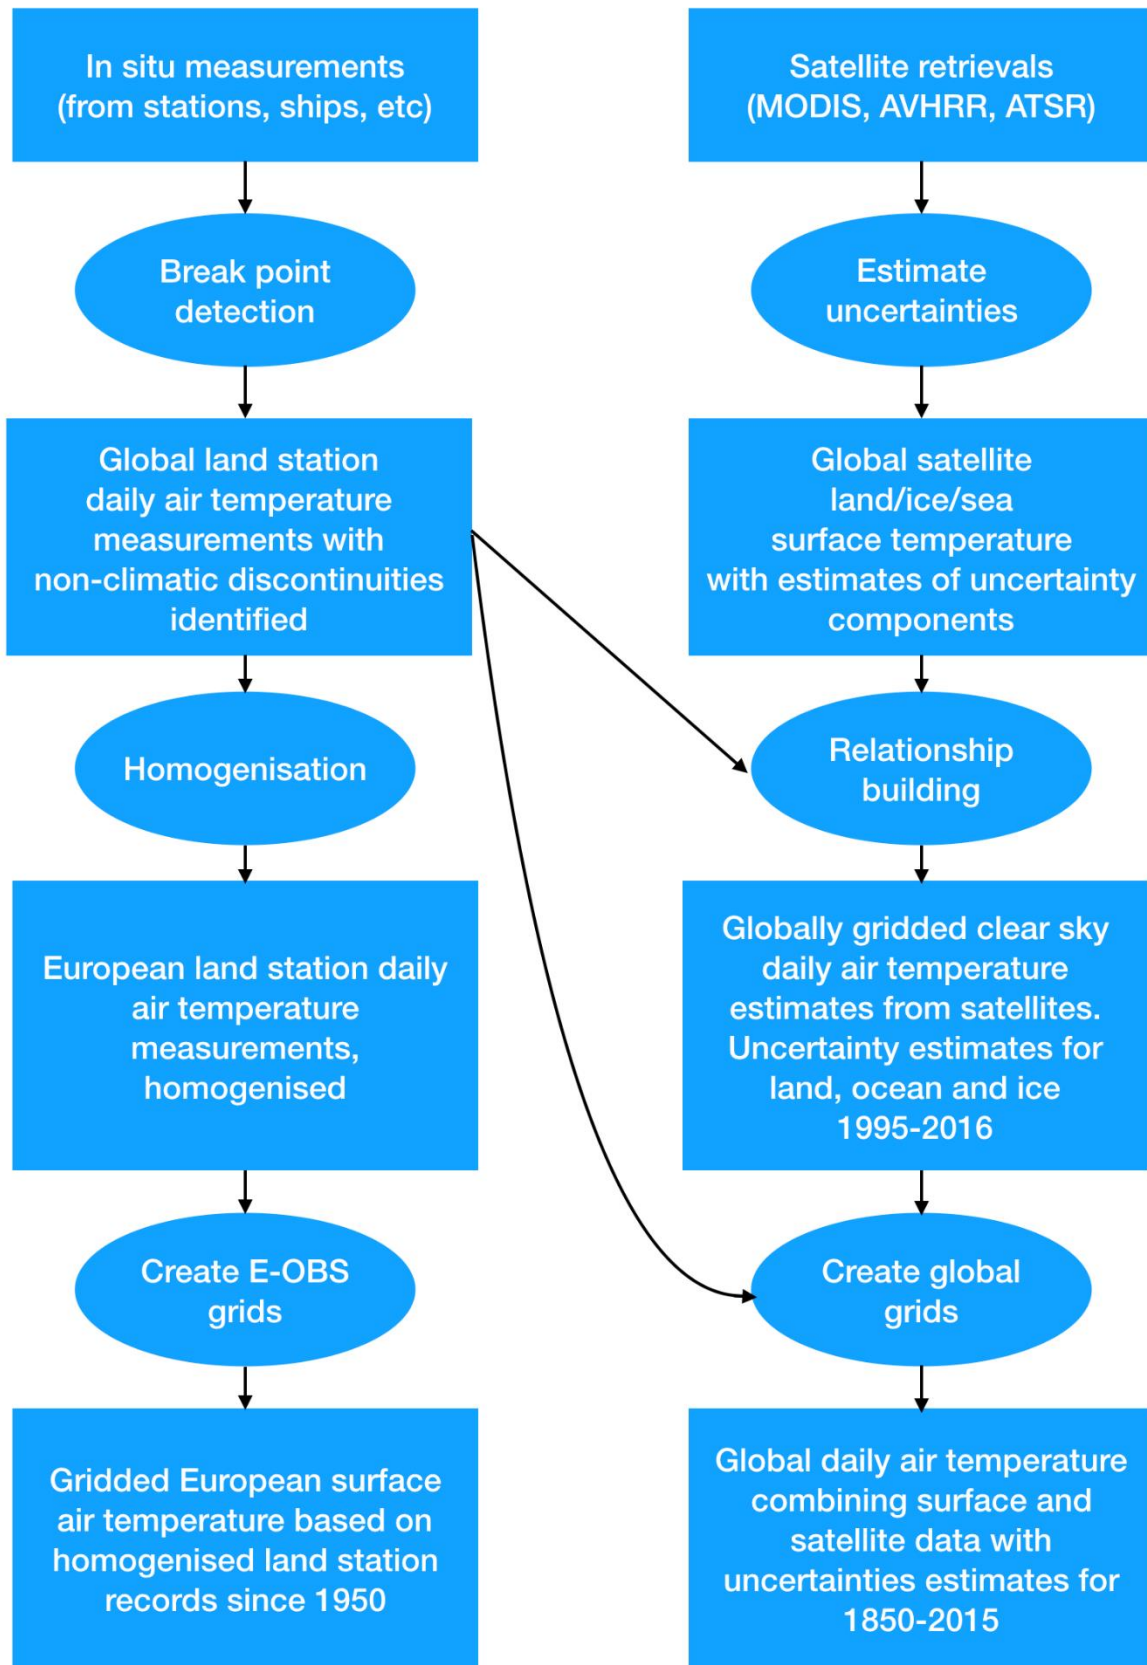 In situ measurements
(from stations, ships, etc)
Break point
detection
Global land station
daily air temperature
measurements with
non-climatic discontinuities
identified
Homogenisation
European land station daily
air temperature
measurements,
homogenised
Create E-OBS
grids
Gridded European surface
air temperature based on
homogenised land station
records since 1950
Satellite retrievals
(MODIS, AVHRR, ATSR)
Estimate
uncertainties
Global satellite
land/ice/sea
surface temperature
with estimates of uncertainty
components
Relationship
building
Globally gridded clear sky
daily air temperature
estimates from satellites.
Uncertainty estimates for
land, ocean and ice
1995-2016
Create global
grids
Global daily air temperature
combining surface and
satellite data with
uncertainties estimates for
1850-2015